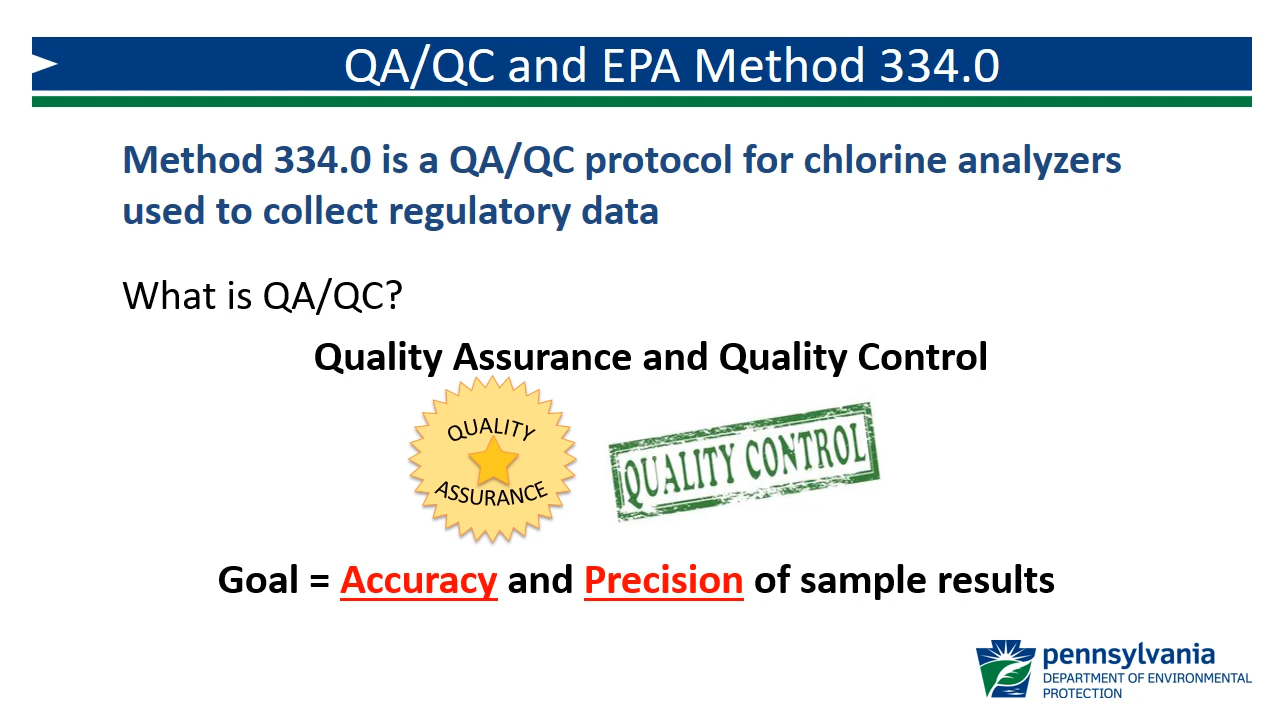 QA/QC and EPA Method 334.0
Method 334.0 is a QA/QC protocol for chlorine analyzers
used to collect regulatory data
What is QA/QC?
Quality Assurance and Quality Control
QUALITY
ASSURANCE
QUALITY CONTROL
Goal = Accuracy and Precision of sample results
pennsylvania
DEPARTMENT OF ENVIRONMENTAL
PROTECTION